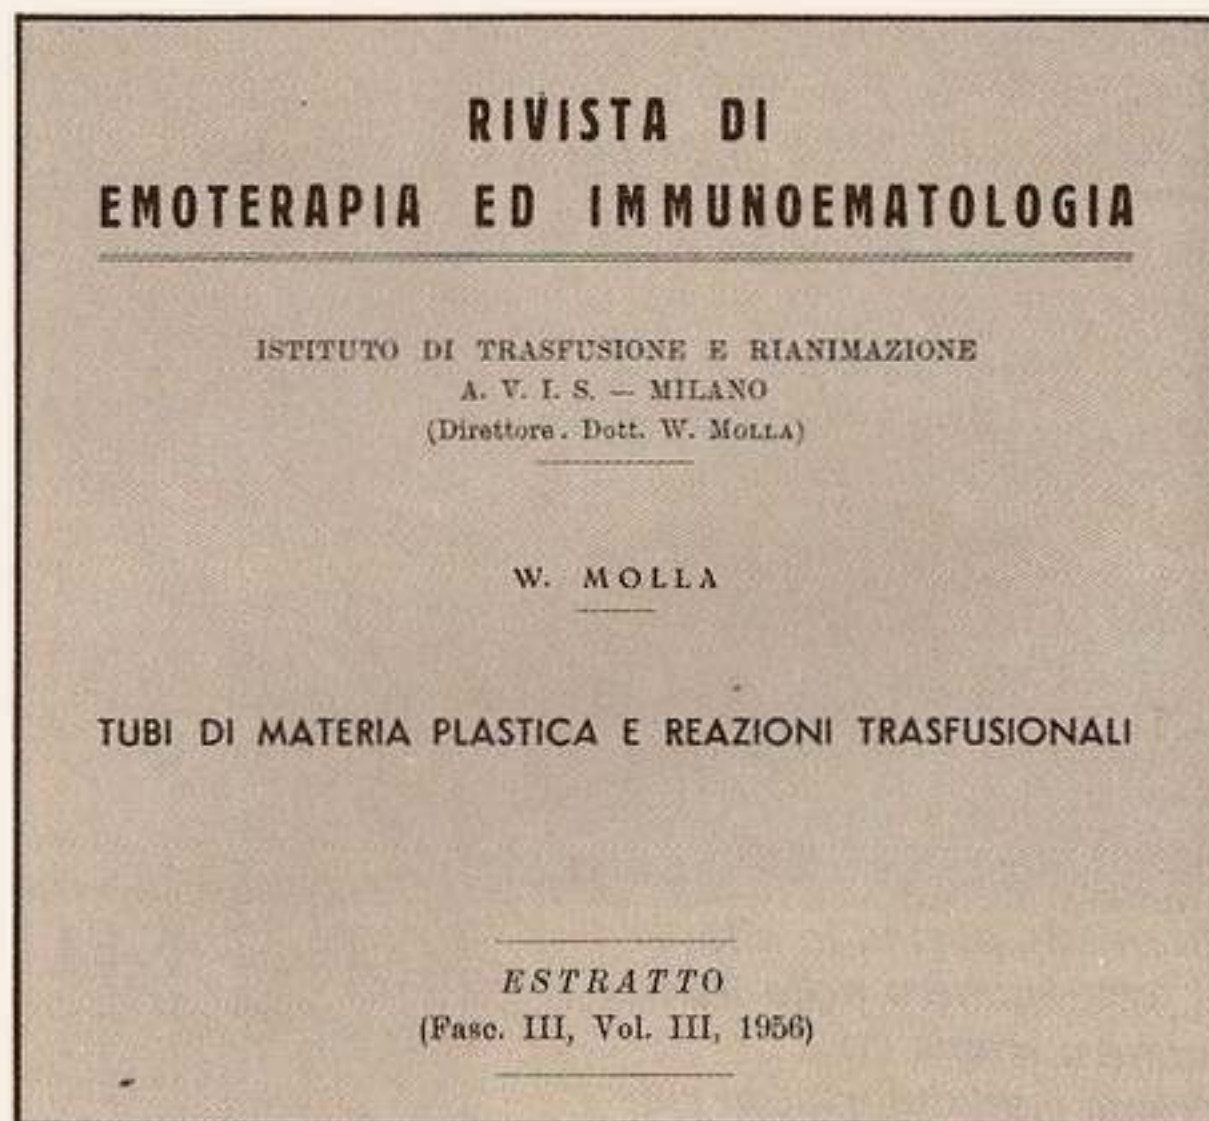 RIVISTA DI
EMOTERAPIA ED IMMUNOEMATOLOGIA
ISTITUTO DI TRASFUSIONE E RIANIMAZIONE
A. V. I. S. — MILANO
(Direttore. Dott. W. MOLLA)
W. MOLLA
TUBI DI MATERIA PLASTICA E REAZIONI TRASFUSIONALI
ESTRATTO
(Fasc. III, Vol. III, 1956)